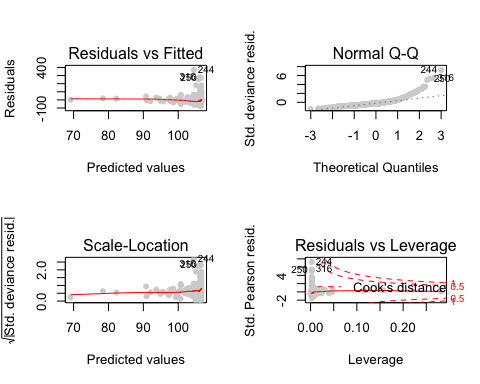 Residuals vs Fitted
Residuals
-100 400
244
316
250
70 80 90 100
Predicted values
Normal Q-Q
Std. deviance resid.
0 6
244
316
250
-3 -1 0 1 2 3
Theoretical Quantiles
Scale-Location
√|Std. deviance resid.|
0.0 2.0
244
316
250
70 80 90 100
Predicted values
Residuals vs Leverage
Std. Pearson resid.
-2 4
244
250 316
Cook's distance
1
0.5
0.5
1
0.00 0.10 0.20
Leverage